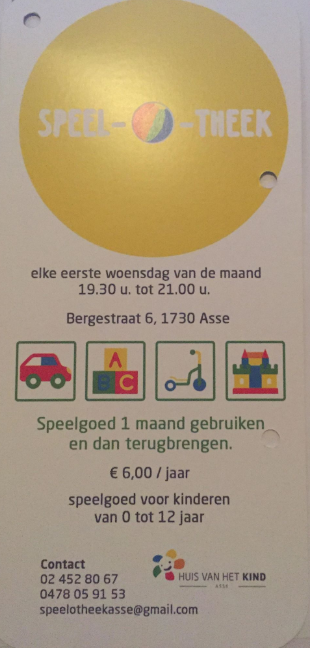 SPEEL-O-THEEK
elke eerste woensdag van de maand
19.30 u. tot 21.00 u.
Bergestraat 6, 1730 Asse
A
B C
Speelgoed 1 maand gebruiken
en dan terugbrengen.
€ 6,00 / jaar
speelgoed voor kinderen
van 0 tot 12 jaar
Contact
02 452 80 67
0478 05 91 53
speelotheekasse@gmail.com
HUIS VAN HET KIND
ASSE